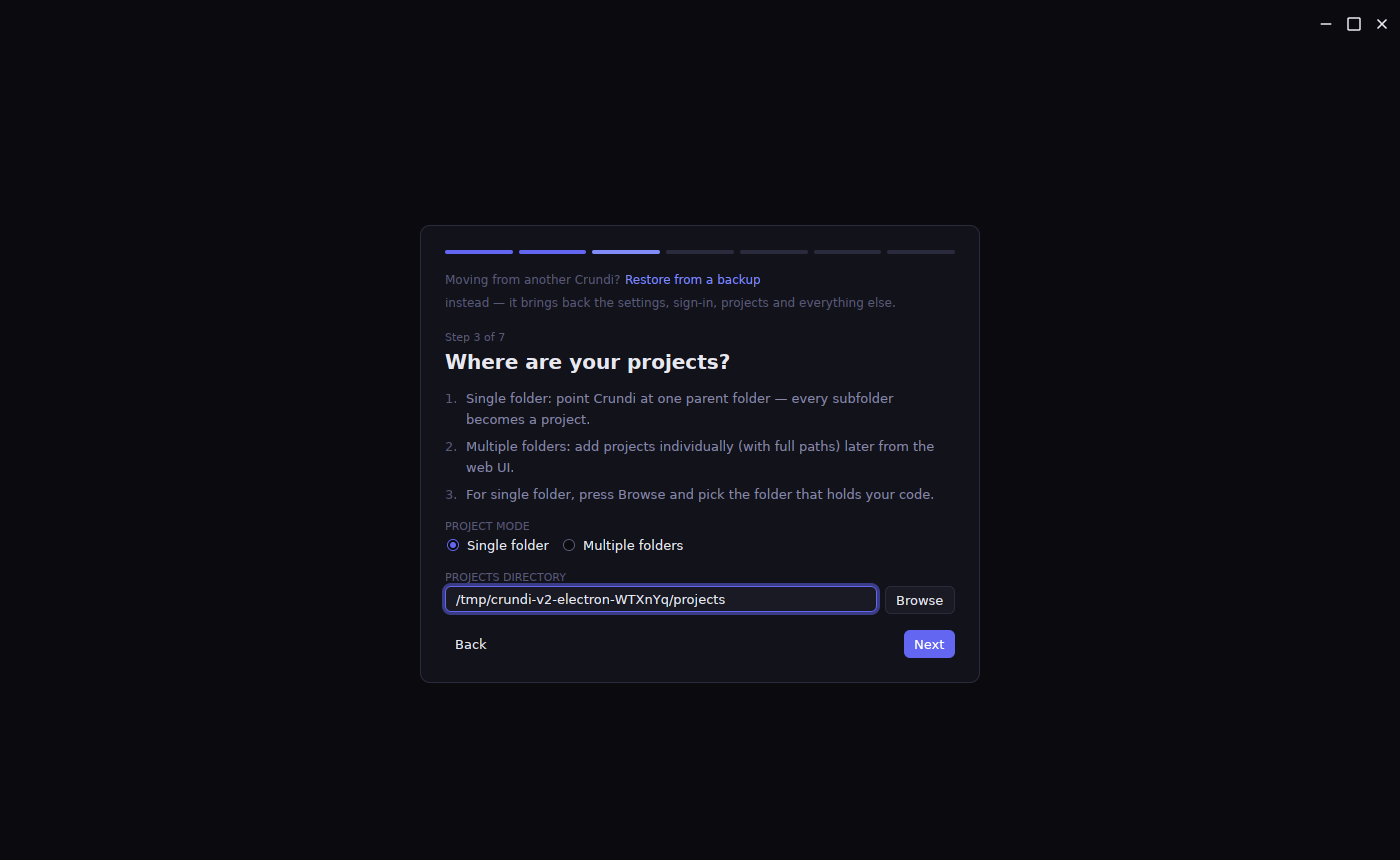 Moving from another Crundi? Restore from a backup
instead — it brings back the settings, sign-in, projects and everything else.
Step 3 of 7
Where are your projects?
1. Single folder: point Crundi at one parent folder — every subfolder
becomes a project.
2. Multiple folders: add projects individually (with full paths) later from the
web UI.
3. For single folder, press Browse and pick the folder that holds your code.
PROJECT MODE
Single folder Multiple folders
PROJECTS DIRECTORY
/tmp/crundi-v2-electron-WTXnYq/projects Browse
Back Next